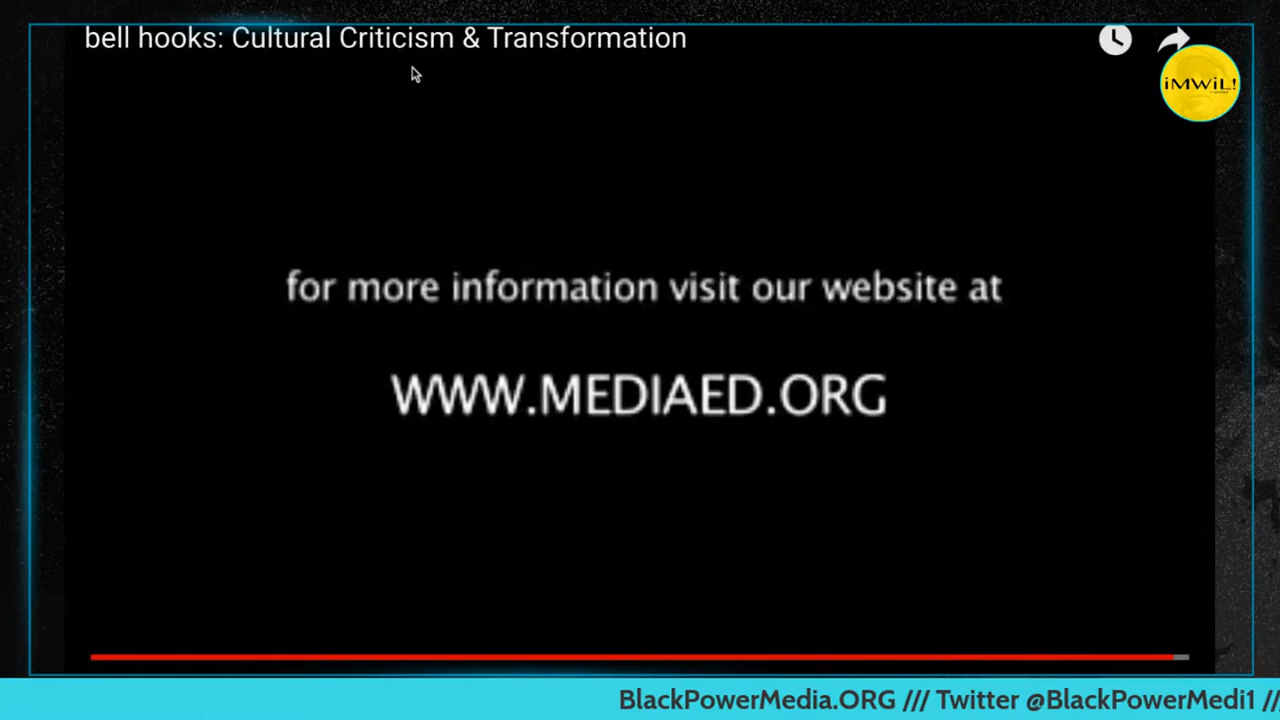 bell hooks: Cultural Criticism & Transformation
iMWiL!
for more information visit our website at
WWW.MEDIAED.ORG
BlackPowerMedia.ORG /// Twitter @BlackPowerMedi1 //